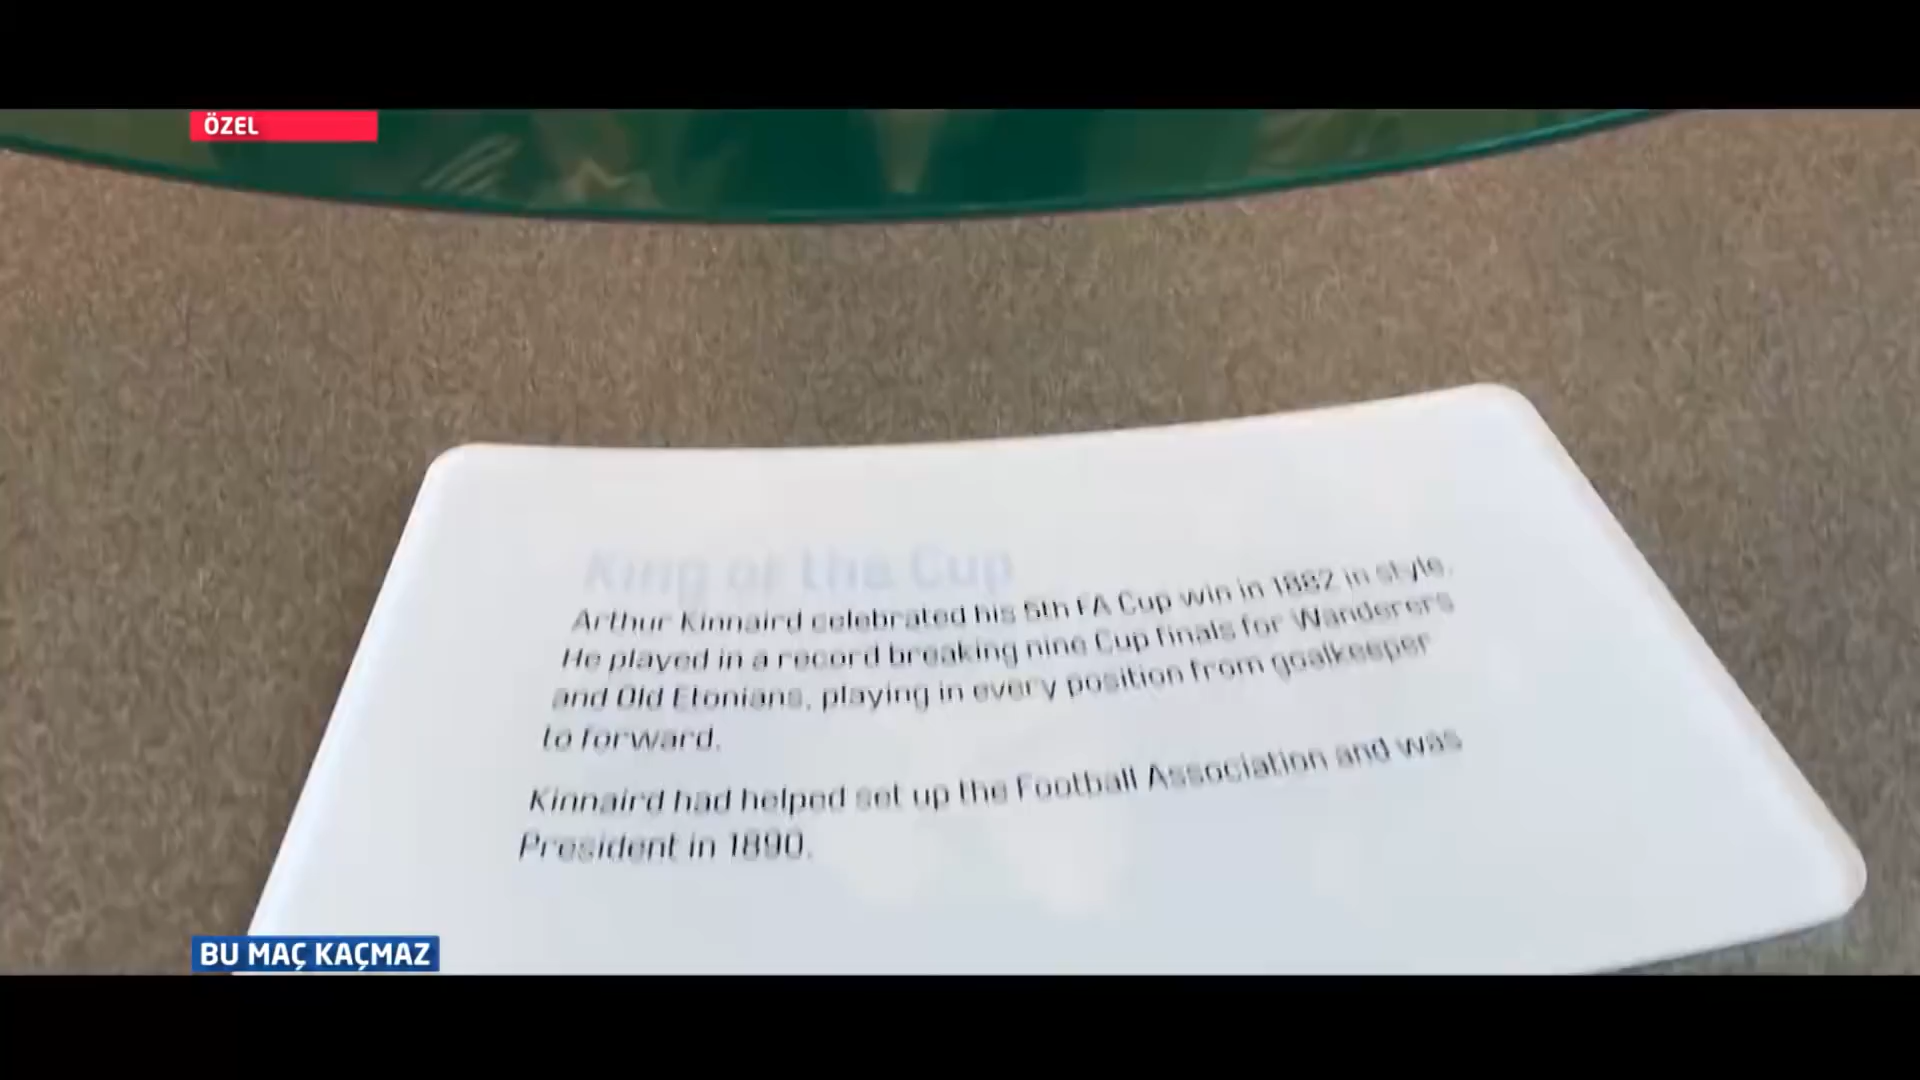 ÖZEL
King of the Cup
Arthur Kinnaird celebrated his 5th FA Cup win in 1882 in style.
He played in a record breaking nine Cup finals for Wanderers
and Old Etonians, playing in every position from goalkeeper
to forward.
Kinnaird had helped set up the Football Association and was
President in 1890.
BU MAÇ KAÇMAZ